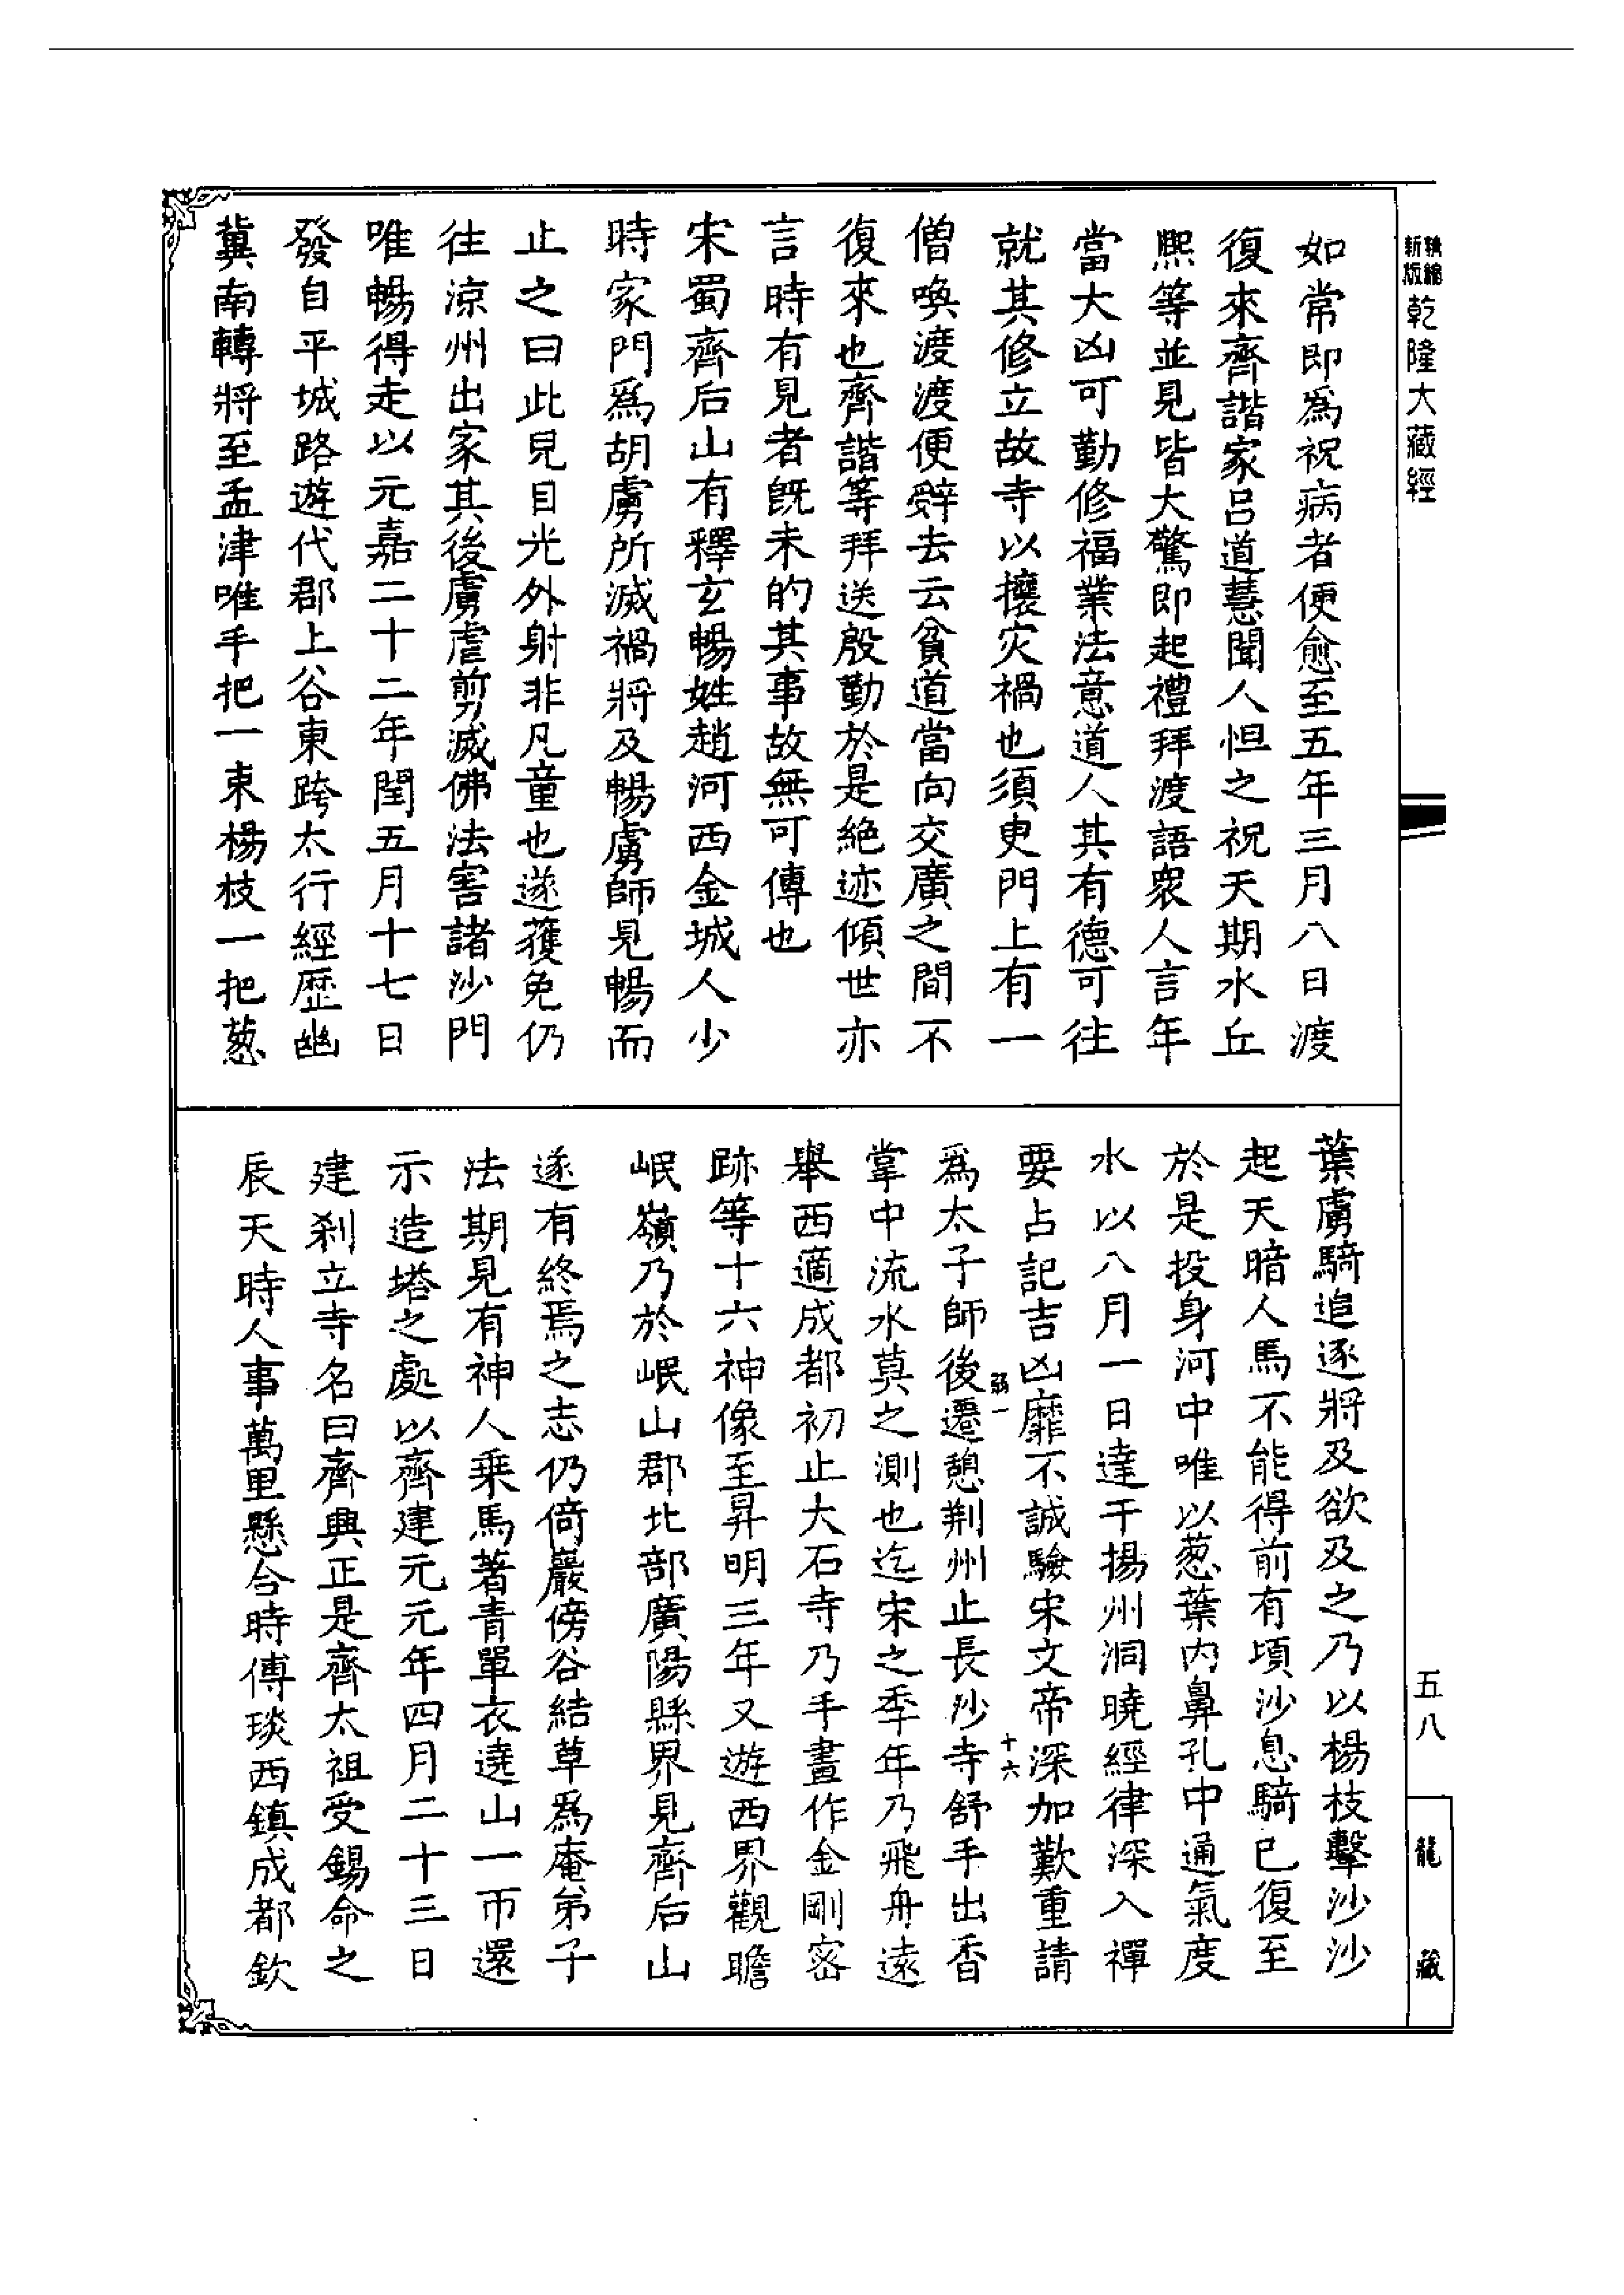 新版 縮 乾隆大藏經
如常即為祝病者便愈至五年三月八日渡
復來齊諧家呂道慧聞人怛之祝天期水丘
熙等並見皆大驚即起禮拜渡語眾人言年
當大凶可勤修福業法意道人其有德可往
就其修立故寺以攘灾禍也須臾門上有一
僧喚渡渡便辤去云貧道當向交廣之間不
復來也齊諧等拜送殷勤於是絕迹傾世亦
言時有見者既未的其事故無可傳也
宋蜀齊后山有釋玄暢姓趙河西金城人少
時家門為胡虜所滅禍將及暢虜師見暢而
止之曰此兒目光外射非凡童也遂獲免仍
往涼州出家其後虜虐剪滅佛法害諸沙門
唯暢得走以元嘉二十二年閏五月十七日
發自平城路遊代郡上谷東跨太行經歷幽
冀南轉將至孟津唯手把一束楊枝一把葱
葉虜騎追逐將及欲及之乃以楊枝擊沙沙
起天暗人馬不能得前有頃沙息騎已復至
於是投身河中唯以葱葉內鼻孔中通氣度
水以八月一日達于揚州洞曉經律深入禪
要占記吉凶靡不誠驗宋文帝深加歎重請
弱一 十六
為太子師後遷憩荊州止長沙寺舒手出香
掌中流水莫之測也迄宋之季年乃飛舟遠
舉西適成都初止大石寺乃手畫作金剛密
跡等十六神像至昇明三年又遊西界觀瞻
岷嶺乃於岷山郡北部廣陽縣界見齊后山
遂有終焉之志仍倚巖傍谷結草為庵弟子
法期見有神人乘馬著青單衣遶山一帀還
示造塔之處以齊建元元年四月二十三日
建剎立寺名曰齊興正是齊太祖受錫命之
辰天時人事萬里懸合時傅琰西鎮成都欽
五八
龍藏